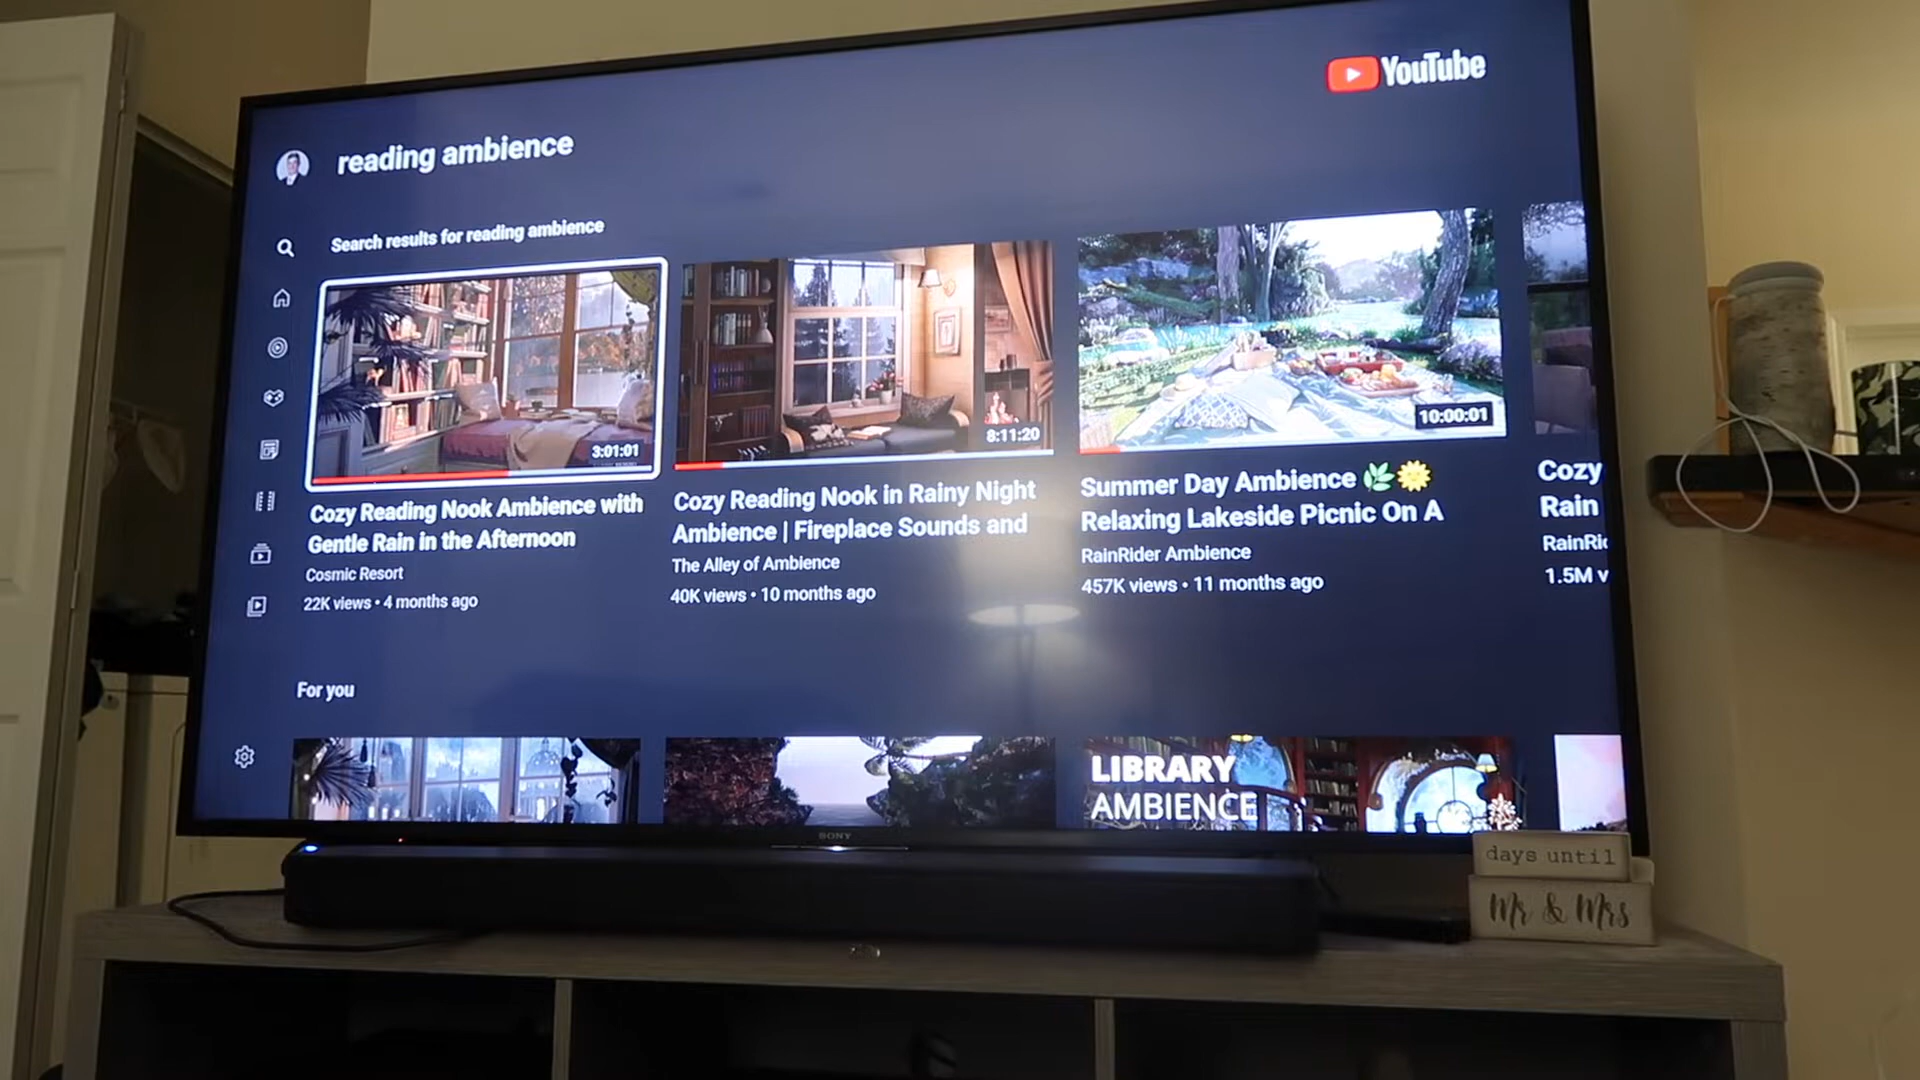 YouTube
reading ambience
Search results for reading ambience
3:01:01
8:11:20
10:00:01
Cozy Reading Nook Ambience with
Gentle Rain in the Afternoon
Cosmic Resort
22K views • 4 months ago
Cozy Reading Nook in Rainy Night
Ambience | Fireplace Sounds and
The Alley of Ambience
40K views • 10 months ago
Summer Day Ambience 🌿🌞
Relaxing Lakeside Picnic On A
RainRider Ambience
457K views • 11 months ago
Cozy
Rain
RainRid
1.5M v
For you
LIBRARY
AMBIENCE
SONY
days until
Mr & Mrs